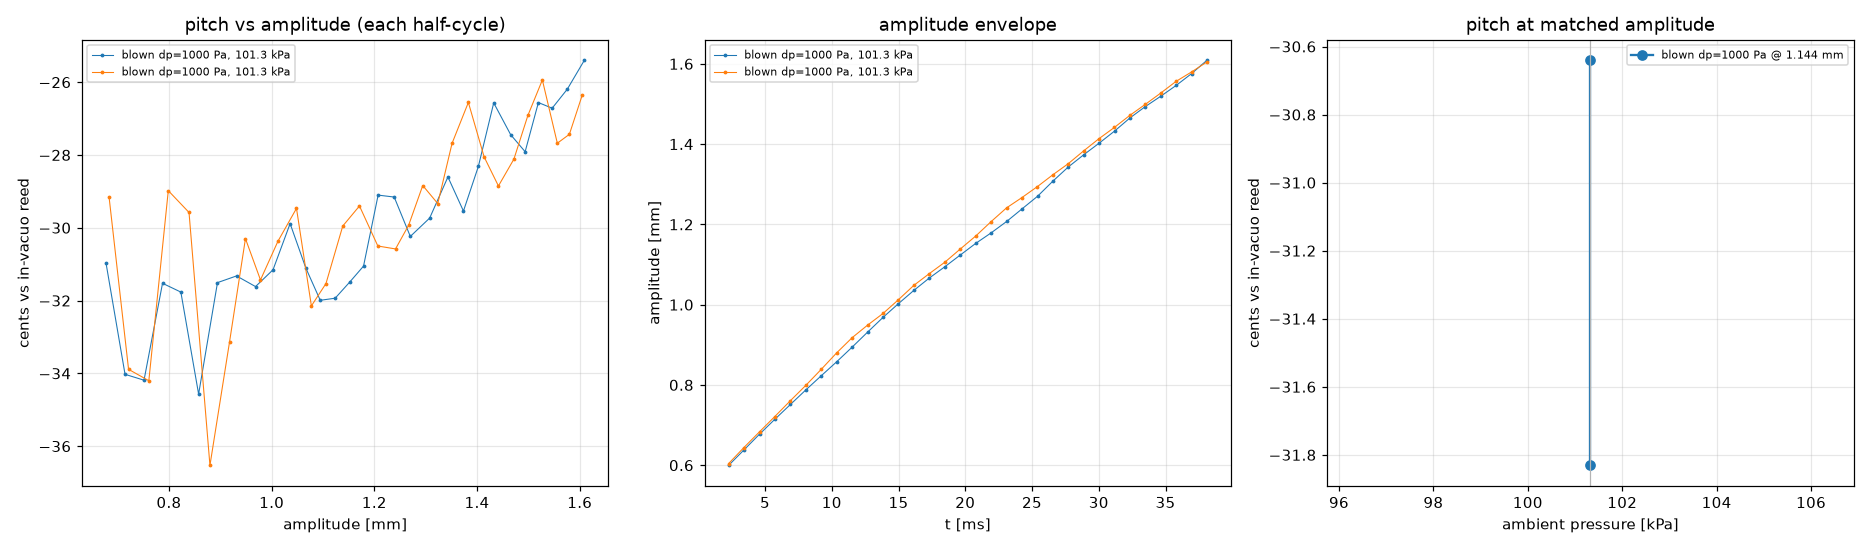 pitch vs amplitude (each half-cycle)
blown dp=1000 Pa, 101.3 kPa
blown dp=1000 Pa, 101.3 kPa
cents vs in-vacuo reed
−26
−28
−30
−32
−34
−36
0.8 1.0 1.2 1.4 1.6
amplitude [mm]
amplitude envelope
blown dp=1000 Pa, 101.3 kPa
blown dp=1000 Pa, 101.3 kPa
amplitude [mm]
1.6
1.4
1.2
1.0
0.8
0.6
5 10 15 20 25 30 35
t [ms]
pitch at matched amplitude
blown dp=1000 Pa @ 1.144 mm
cents vs in-vacuo reed
−30.6
−30.8
−31.0
−31.2
−31.4
−31.6
−31.8
96 98 100 102 104 106
ambient pressure [kPa]